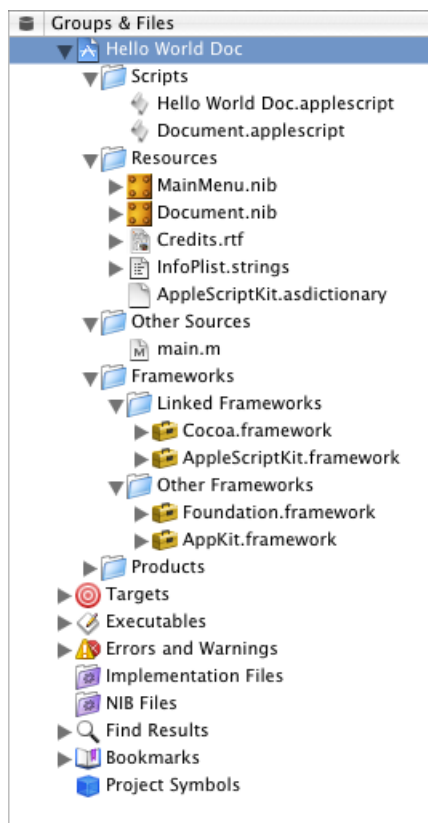 Groups & Files
Hello World Doc
Scripts
Hello World Doc.applescript
Document.applescript
Resources
MainMenu.nib
Document.nib
Credits.rtf
InfoPlist.strings
AppleScriptKit.asdictionary
Other Sources
main.m
Frameworks
Linked Frameworks
Cocoa.framework
AppleScriptKit.framework
Other Frameworks
Foundation.framework
AppKit.framework
Products
Targets
Executables
Errors and Warnings
Implementation Files
NIB Files
Find Results
Bookmarks
Project Symbols